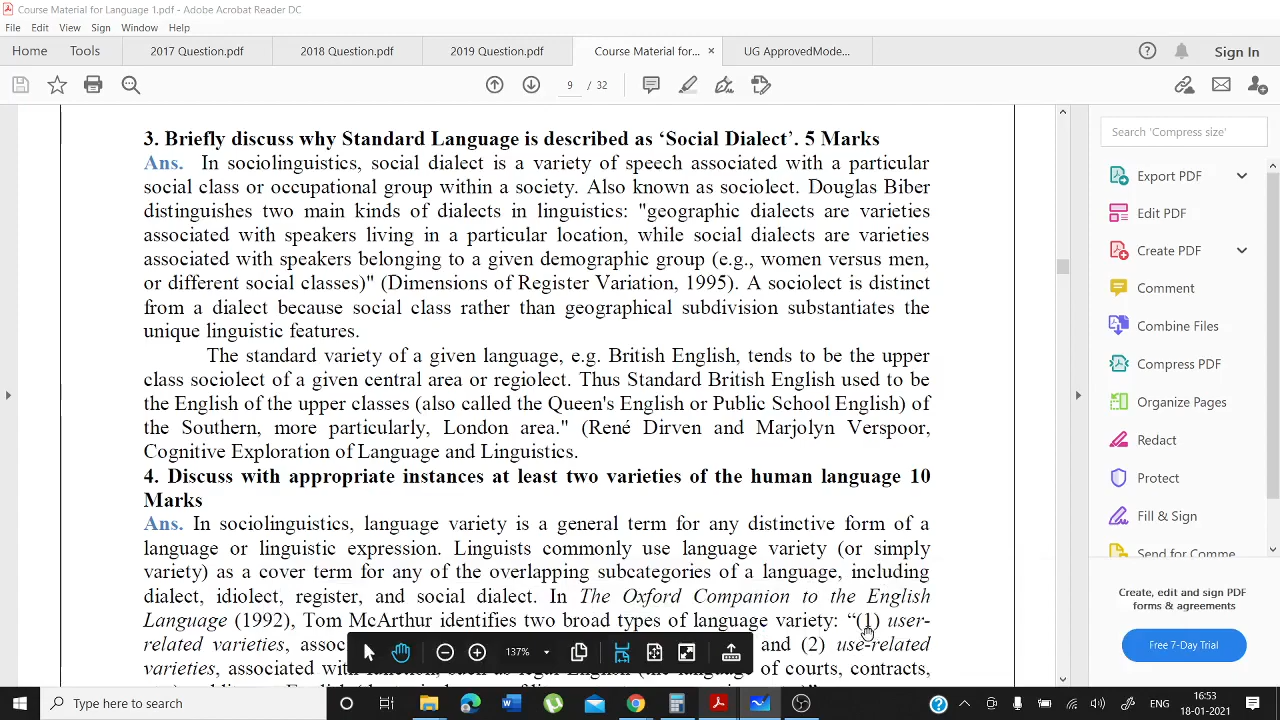 Course Material for Language 1.pdf - Adobe Acrobat Reader DC
File Edit View Sign Window Help
Home Tools 2017 Question.pdf 2018 Question.pdf 2019 Question.pdf Course Material for... × UG ApprovedMode... Sign In
9 / 32
3. Briefly discuss why Standard Language is described as ‘Social Dialect’. 5 Marks
Ans. In sociolinguistics, social dialect is a variety of speech associated with a particular
social class or occupational group within a society. Also known as sociolect. Douglas Biber
distinguishes two main kinds of dialects in linguistics: "geographic dialects are varieties
associated with speakers living in a particular location, while social dialects are varieties
associated with speakers belonging to a given demographic group (e.g., women versus men,
or different social classes)" (Dimensions of Register Variation, 1995). A sociolect is distinct
from a dialect because social class rather than geographical subdivision substantiates the
unique linguistic features.
The standard variety of a given language, e.g. British English, tends to be the upper
class sociolect of a given central area or regiolect. Thus Standard British English used to be
the English of the upper classes (also called the Queen's English or Public School English) of
the Southern, more particularly, London area." (René Dirven and Marjolyn Verspoor,
Cognitive Exploration of Language and Linguistics.
4. Discuss with appropriate instances at least two varieties of the human language 10
Marks
Ans. In sociolinguistics, language variety is a general term for any distinctive form of a
language or linguistic expression. Linguists commonly use language variety (or simply
variety) as a cover term for any of the overlapping subcategories of a language, including
dialect, idiolect, register, and social dialect. In The Oxford Companion to the English
Language (1992), Tom McArthur identifies two broad types of language variety: “(1) user-
related varieties, and (2) use-related
varieties, associated with of courts, contracts,
137%
Search 'Compress size'
Export PDF
Edit PDF
Create PDF
Comment
Combine Files
Compress PDF
Organize Pages
Redact
Protect
Fill & Sign
Send for Comme
Create, edit and sign PDF
forms & agreements
Free 7-Day Trial
Type here to search
ENG
16:53
18-01-2021